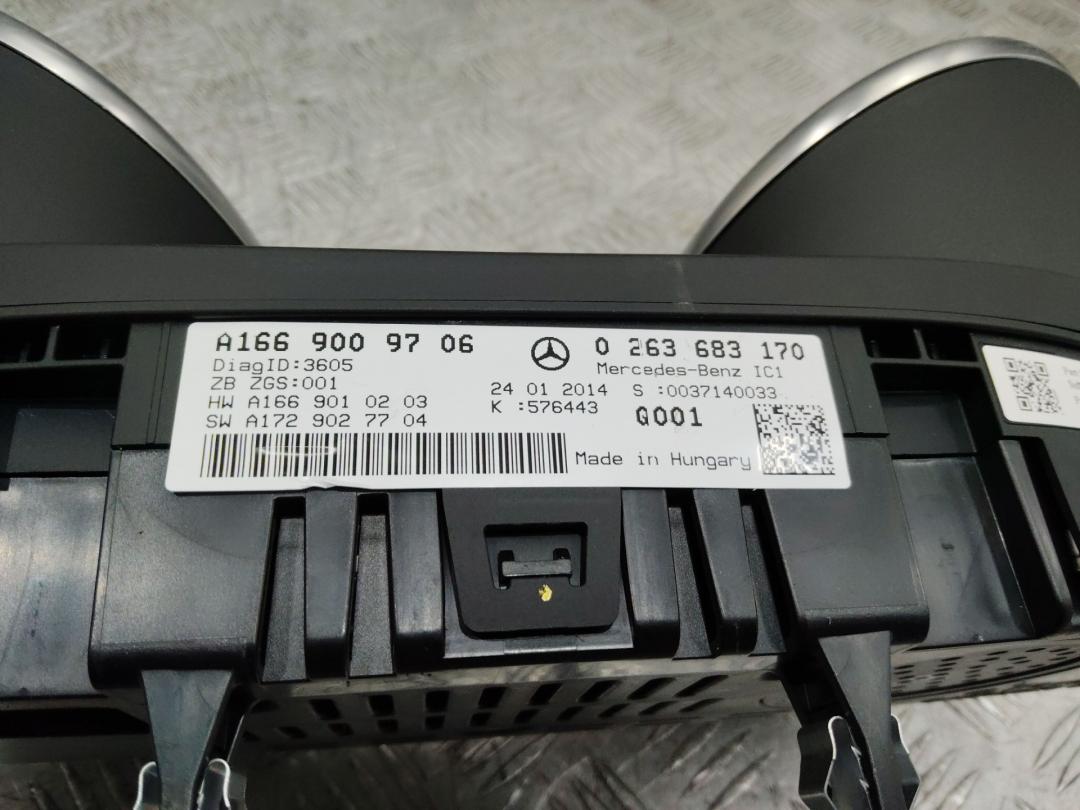 A166 900 97 06
DiagID:3605
ZB ZGS:001
HW A166 901 02 03
SW A172 902 77 04
0 263 683 170
Mercedes-Benz IC1
24 01 2014 S :0037140033
K :576443
Q001
Made in Hungary